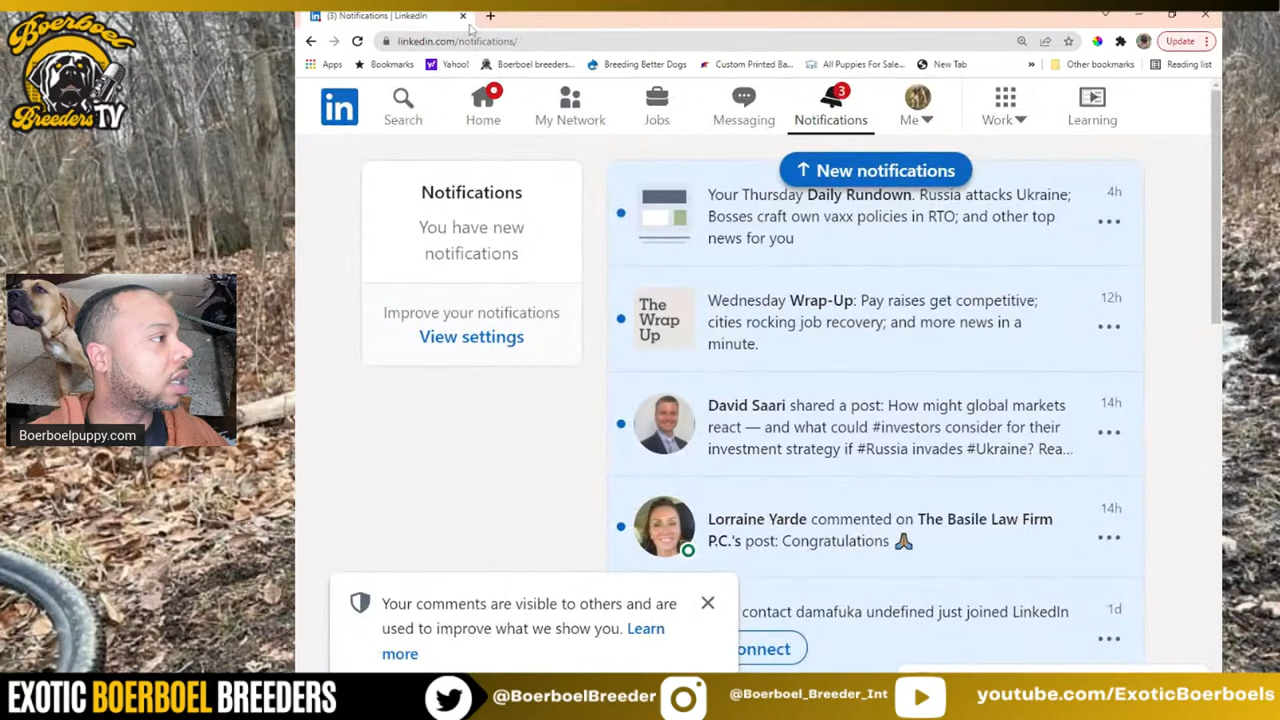 Boerboel
Breeders
TV
(3) Notifications | LinkedIn
linkedin.com/notifications/
Update
Apps
Bookmarks
Yahoo!
Boerboel breeders...
Breeding Better Dogs
Custom Printed Ba...
All Puppies For Sale...
New Tab
»
Other bookmarks
Reading list
in
Search
Home
My Network
Jobs
Messaging
3
Notifications
Me
Work
Learning
Notifications
You have new
notifications
Improve your notifications
View settings
↑ New notifications
Your Thursday Daily Rundown. Russia attacks Ukraine;
Bosses craft own vaxx policies in RTO; and other top
news for you
4h
The
Wrap
Up
Wednesday Wrap-Up: Pay raises get competitive;
cities rocking job recovery; and more news in a
minute.
12h
David Saari shared a post: How might global markets
react — and what could #investors consider for their
investment strategy if #Russia invades #Ukraine? Rea...
14h
Lorraine Yarde commented on The Basile Law Firm
P.C.'s post: Congratulations 🙏🏽
14h
contact damafuka undefined just joined LinkedIn
1d
onnect
Your comments are visible to others and are
used to improve what we show you. Learn
more
Boerboelpuppy.com
EXOTIC BOERBOEL BREEDERS
@BoerboelBreeder
@Boerboel_Breeder_Int
youtube.com/ExoticBoerboels